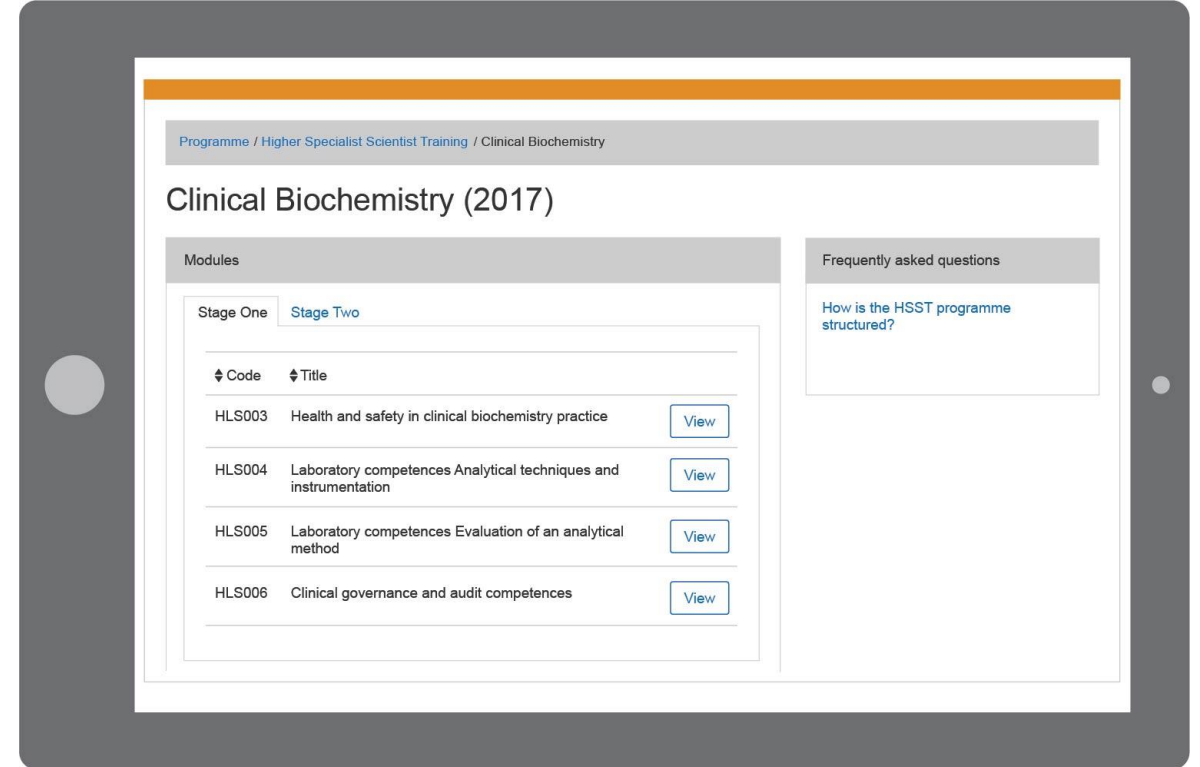 Programme / Higher Specialist Scientist Training / Clinical Biochemistry
Clinical Biochemistry (2017)
Modules
Stage One Stage Two
Code Title
HLS003 Health and safety in clinical biochemistry practice View
HLS004 Laboratory competences Analytical techniques and
instrumentation
View
HLS005 Laboratory competences Evaluation of an analytical
method
View
HLS006 Clinical governance and audit competences View
Frequently asked questions
How is the HSST programme
structured?